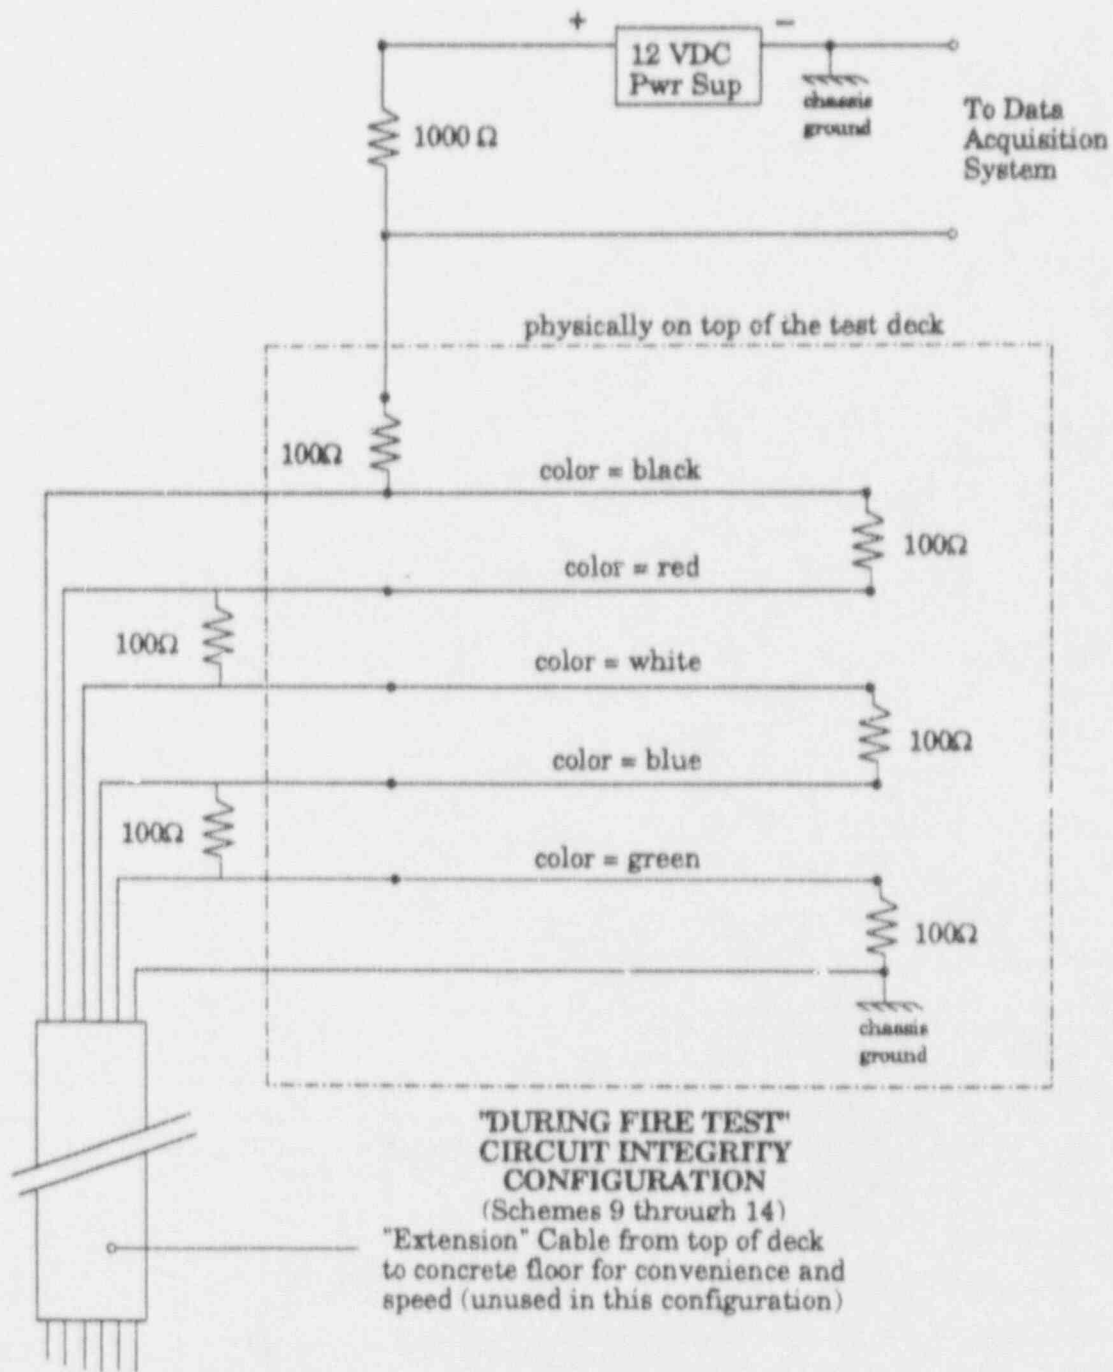 +
−
12 VDC
Pwr Sup
chassis
ground
To Data
Acquisition
System
1000 Ω
physically on top of the test deck
100Ω
color = black
100Ω
color = red
100Ω
color = white
100Ω
color = blue
100Ω
color = green
100Ω
chassis
ground
"DURING FIRE TEST"
CIRCUIT INTEGRITY
CONFIGURATION
(Schemes 9 through 14)
"Extension" Cable from top of deck
to concrete floor for convenience and
speed (unused in this configuration)